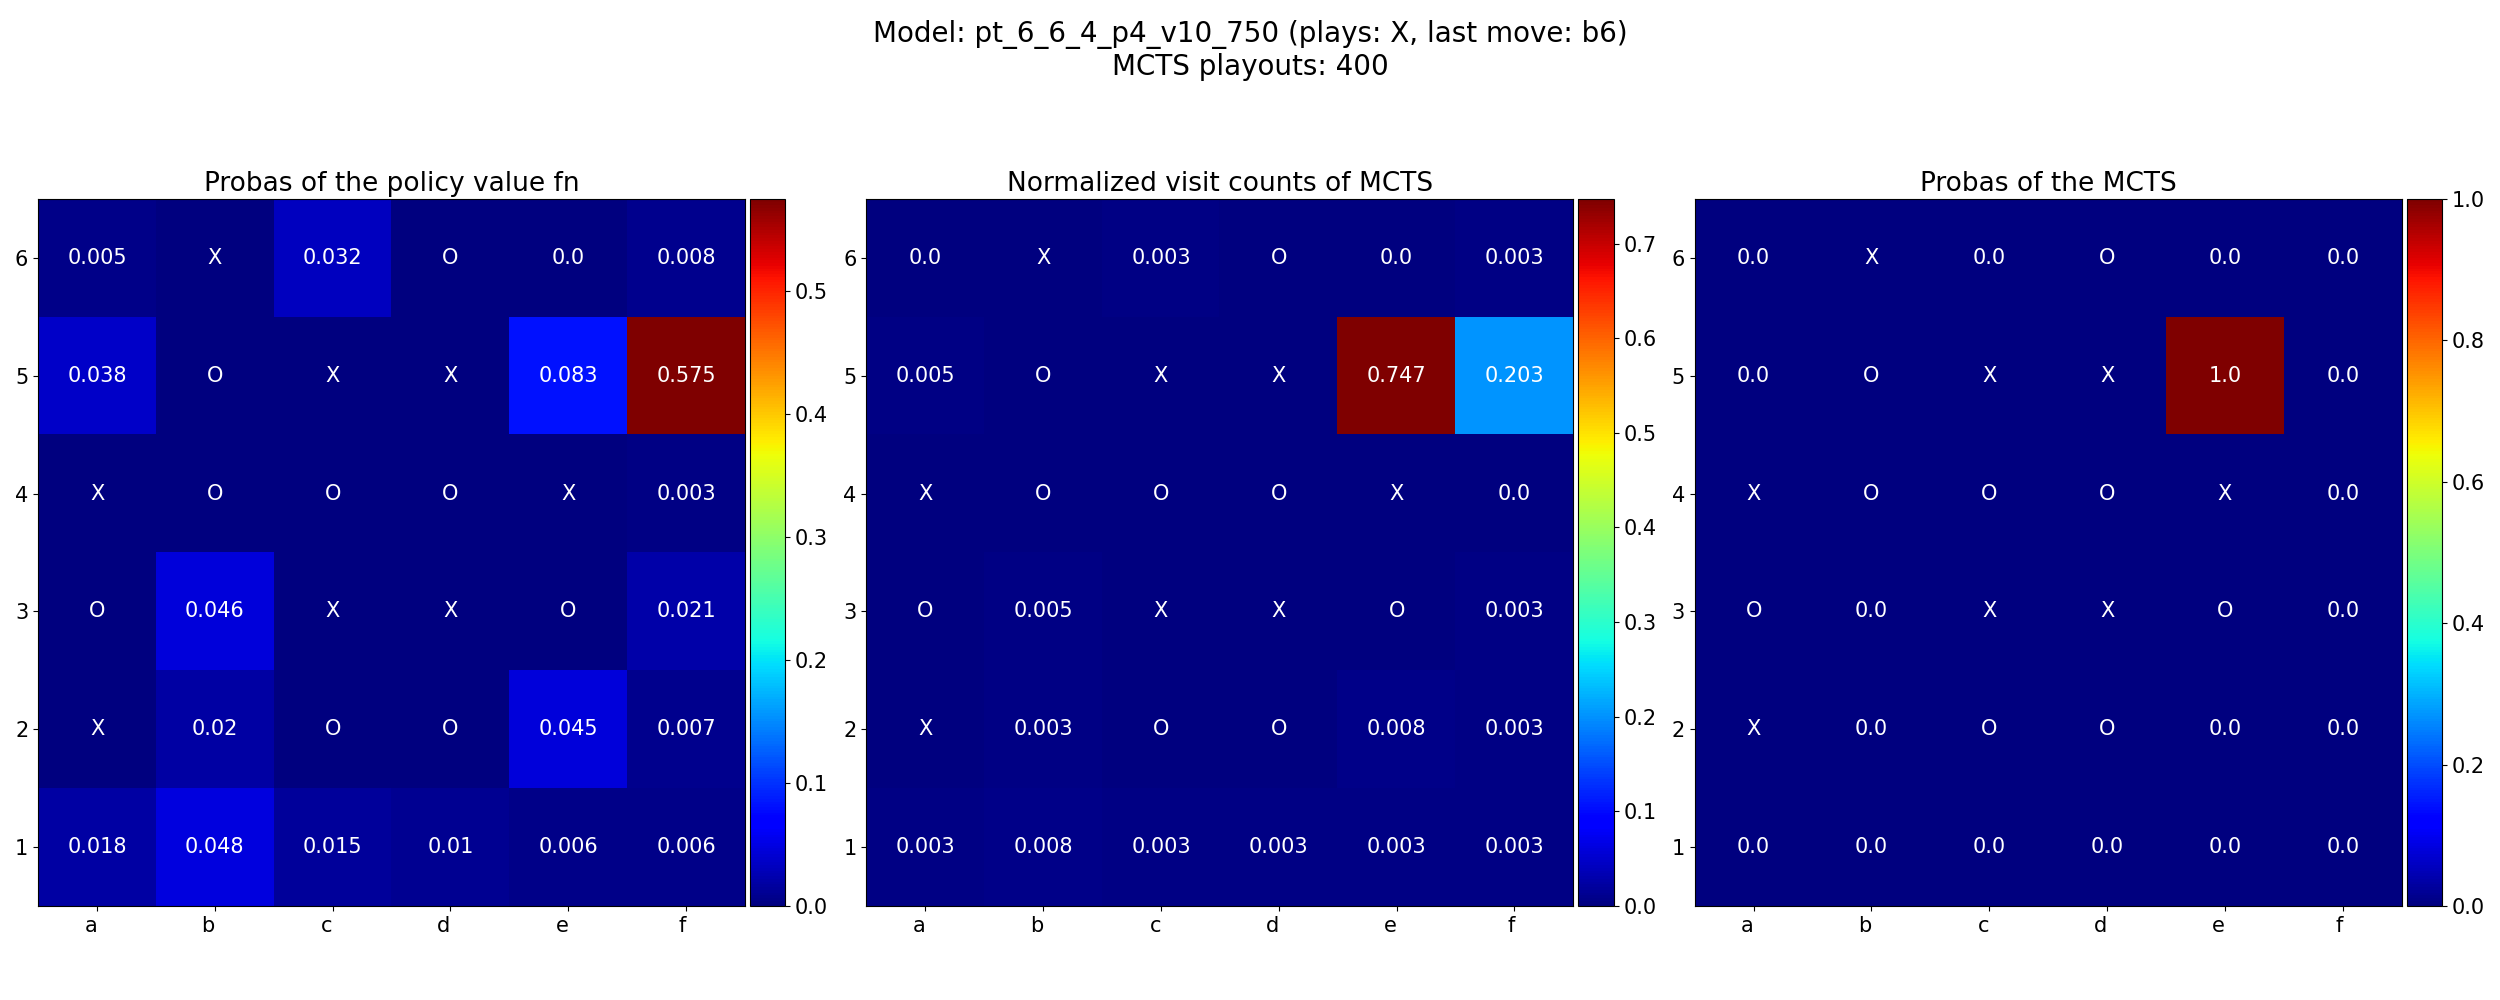 Model: pt_6_6_4_p4_v10_750 (plays: X, last move: b6)
MCTS playouts: 400
Probas of the policy value fn
6 0.005 X 0.032 O 0.0 0.008
5 0.038 O X X 0.083 0.575
4 X O O O X 0.003
3 O 0.046 X X O 0.021
2 X 0.02 O O 0.045 0.007
1 0.018 0.048 0.015 0.01 0.006 0.006
a b c d e f
0.5
0.4
0.3
0.2
0.1
0.0
Normalized visit counts of MCTS
6 0.0 X 0.003 O 0.0 0.003
5 0.005 O X X 0.747 0.203
4 X O O O X 0.0
3 O 0.005 X X O 0.003
2 X 0.003 O O 0.008 0.003
1 0.003 0.008 0.003 0.003 0.003 0.003
a b c d e f
0.7
0.6
0.5
0.4
0.3
0.2
0.1
0.0
Probas of the MCTS
6 0.0 X 0.0 O 0.0 0.0
5 0.0 O X X 1.0 0.0
4 X O O O X 0.0
3 O 0.0 X X O 0.0
2 X 0.0 O O 0.0 0.0
1 0.0 0.0 0.0 0.0 0.0 0.0
a b c d e f
1.0
0.8
0.6
0.4
0.2
0.0